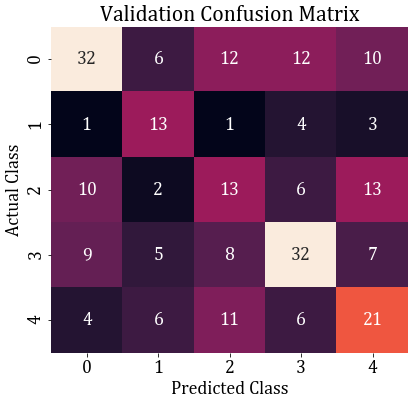 Validation Confusion Matrix
Actual Class
0 32 6 12 12 10
1 1 13 1 4 3
2 10 2 13 6 13
3 9 5 8 32 7
4 4 6 11 6 21
0 1 2 3 4
Predicted Class